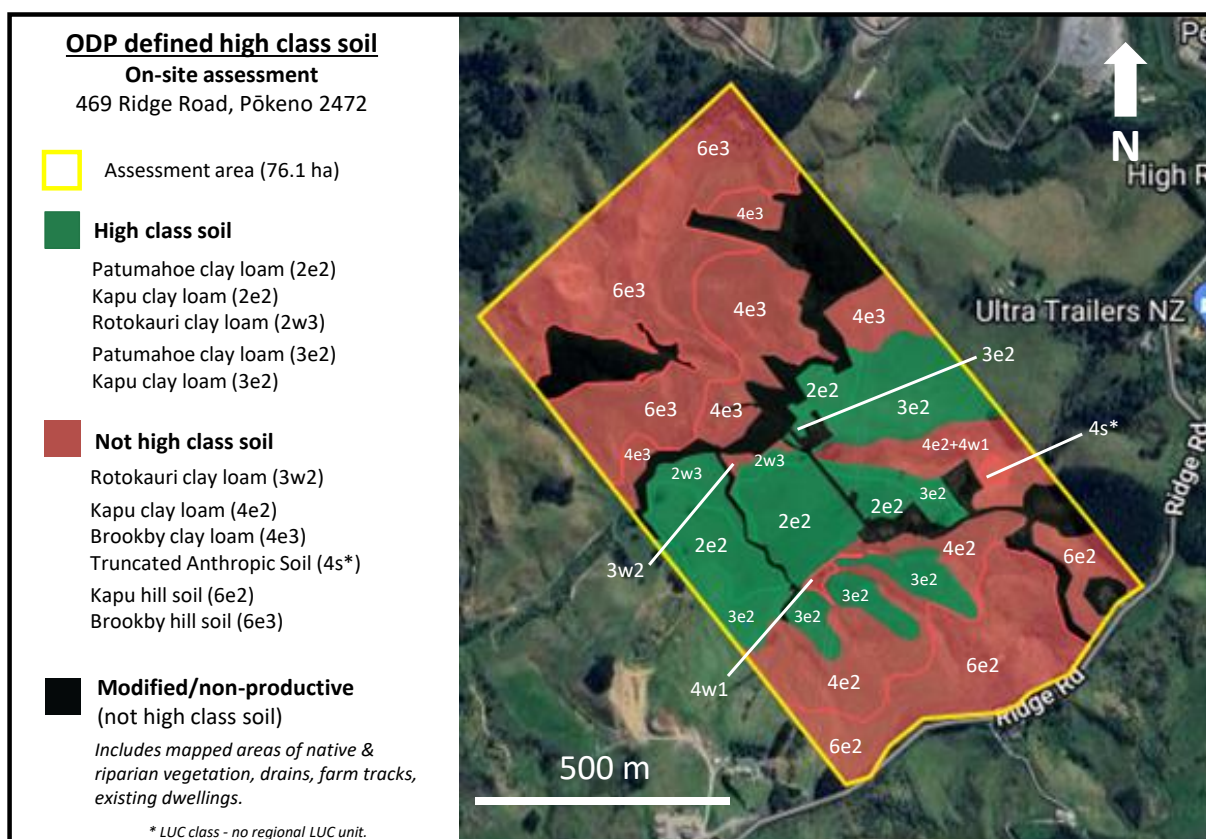 ODP defined high class soil
On-site assessment
469 Ridge Road, Pōkeno 2472
Assessment area (76.1 ha)
High class soil
Patumahoe clay loam (2e2)
Kapu clay loam (2e2)
Rotokauri clay loam (2w3)
Patumahoe clay loam (3e2)
Kapu clay loam (3e2)
Not high class soil
Rotokauri clay loam (3w2)
Kapu clay loam (4e2)
Brookby clay loam (4e3)
Truncated Anthropic Soil (4s*)
Kapu hill soil (6e2)
Brookby hill soil (6e3)
Modified/non-productive
(not high class soil)
Includes mapped areas of native &
riparian vegetation, drains, farm tracks,
existing dwellings.
* LUC class - no regional LUC unit.
Pe
N
High R
6e3
4e3
6e3
4e3
4e3
Ultra Trailers NZ
3e2
2e2
3e2
6e3
4e3
4s*
4e2+4w1
4e3
2w3
2w3
3e2
2e2
Ridge Rd
2e2
2e2
4e2
6e2
3w2
3e2
3e2
3e2
3e2
4w1
4e2
6e2
Ridge Rd
6e2
500 m